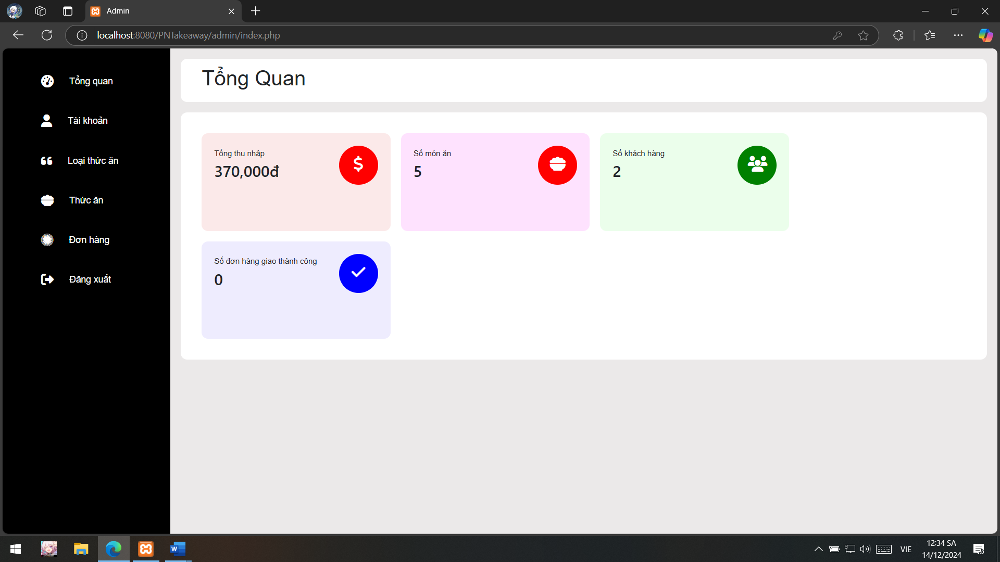 Admin
localhost:8080/PNTakeaway/admin/index.php
Tổng quan
Tài khoản
Loại thức ăn
Thức ăn
Đơn hàng
Đăng xuất
Tổng Quan
Tổng thu nhập
370,000đ
Số món ăn
5
Số khách hàng
2
Số đơn hàng giao thành công
0
VIE
12:34 SA
14/12/2024